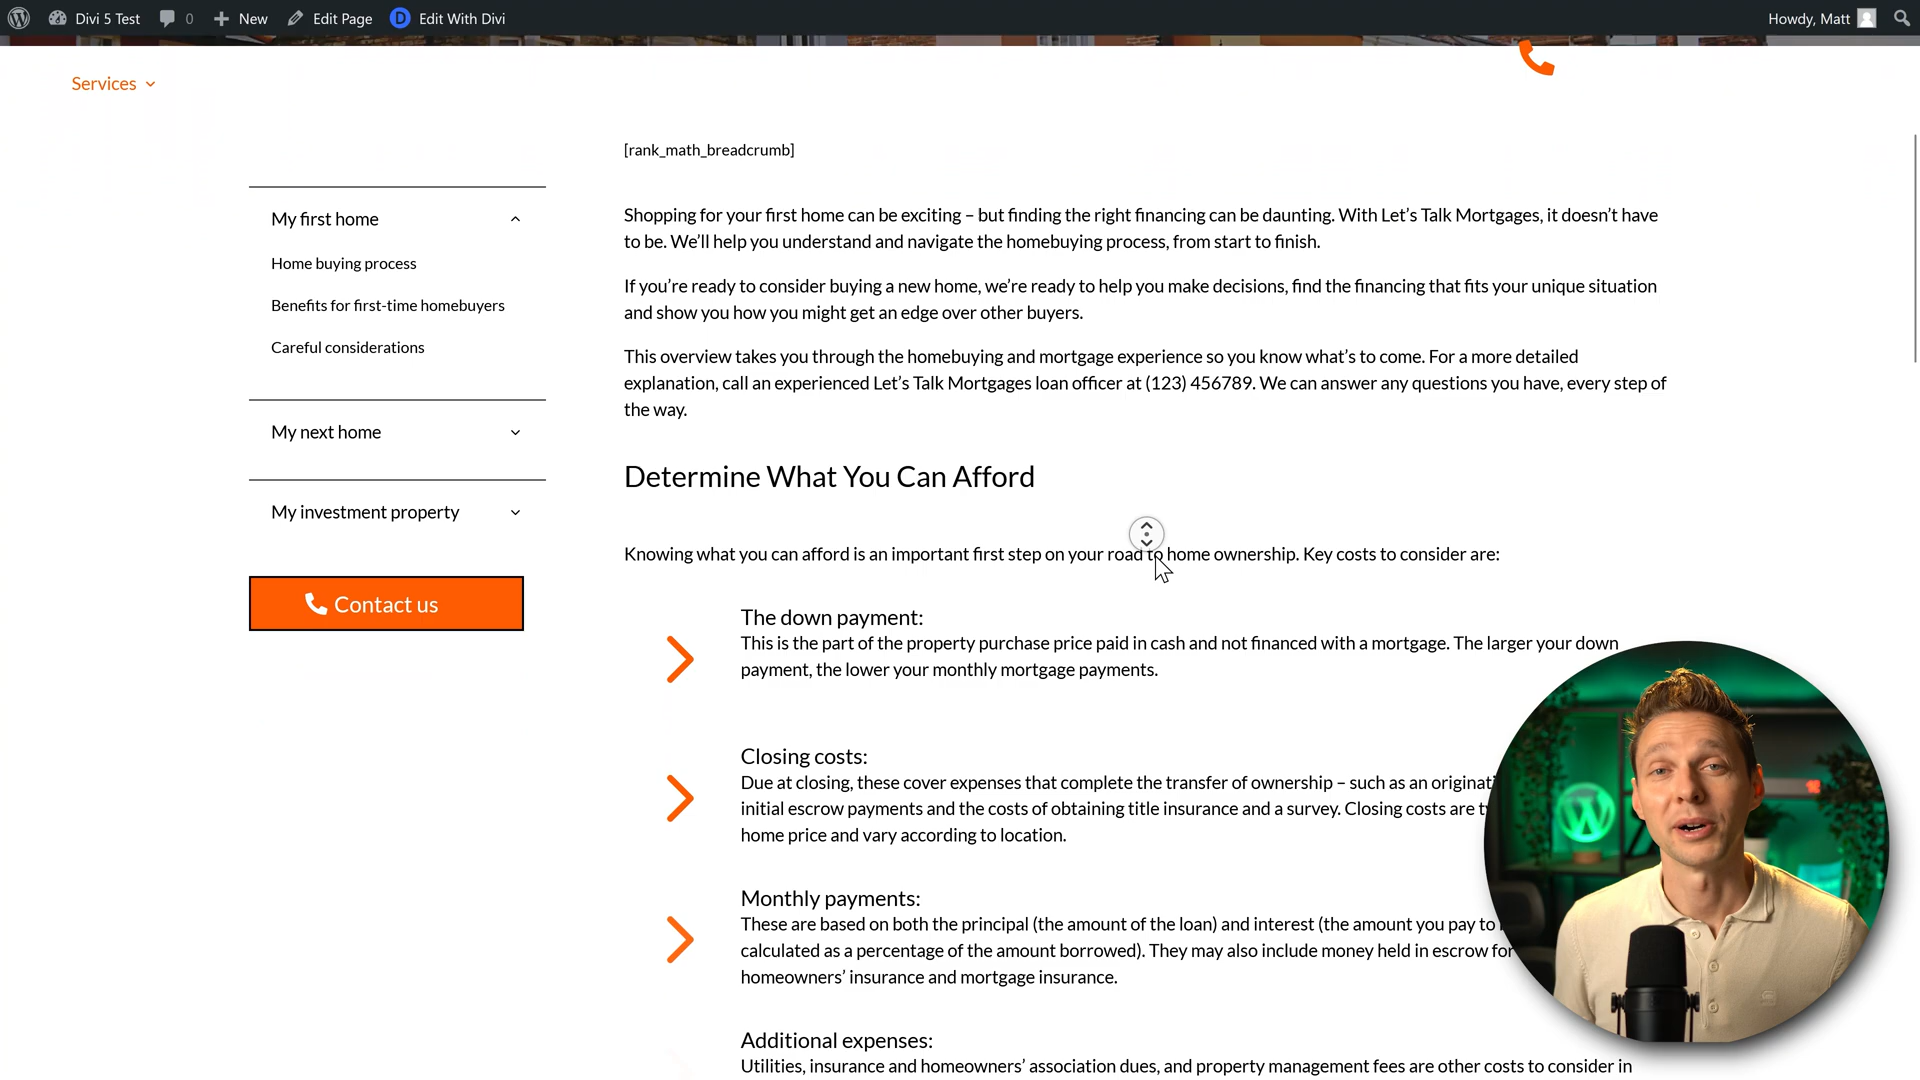 Divi 5 Test
0
New
Edit Page
Edit With Divi
Howdy, Matt
Services
[rank_math_breadcrumb]
My first home
Home buying process
Benefits for first-time homebuyers
Careful considerations
My next home
My investment property
Contact us
Shopping for your first home can be exciting – but finding the right financing can be daunting. With Let’s Talk Mortgages, it doesn’t have
to be. We’ll help you understand and navigate the homebuying process, from start to finish.
If you’re ready to consider buying a new home, we’re ready to help you make decisions, find the financing that fits your unique situation
and show you how you might get an edge over other buyers.
This overview takes you through the homebuying and mortgage experience so you know what’s to come. For a more detailed
explanation, call an experienced Let’s Talk Mortgages loan officer at (123) 456789. We can answer any questions you have, every step of
the way.
Determine What You Can Afford
Knowing what you can afford is an important first step on your road to home ownership. Key costs to consider are:
The down payment:
This is the part of the property purchase price paid in cash and not financed with a mortgage. The larger your down
payment, the lower your monthly mortgage payments.
Closing costs:
Due at closing, these cover expenses that complete the transfer of ownership – such as an
initial escrow payments and the costs of obtaining title insurance and a survey. Closing costs are
home price and vary according to location.
Monthly payments:
These are based on both the principal (the amount of the loan) and interest (the amount you pay to
calculated as a percentage of the amount borrowed). They may also include money held in escrow for
homeowners’ insurance and mortgage insurance.
Additional expenses:
Utilities, insurance and homeowners’ association dues, and property management fees are other costs to consider in